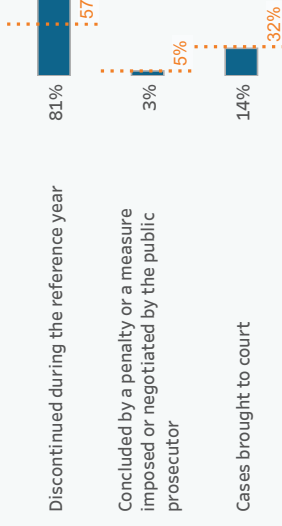 Discontinued during the reference year
81%
57
Concluded by a penalty or a measure
imposed or negotiated by the public
prosecutor
3%
5%
Cases brought to court
14%
32%